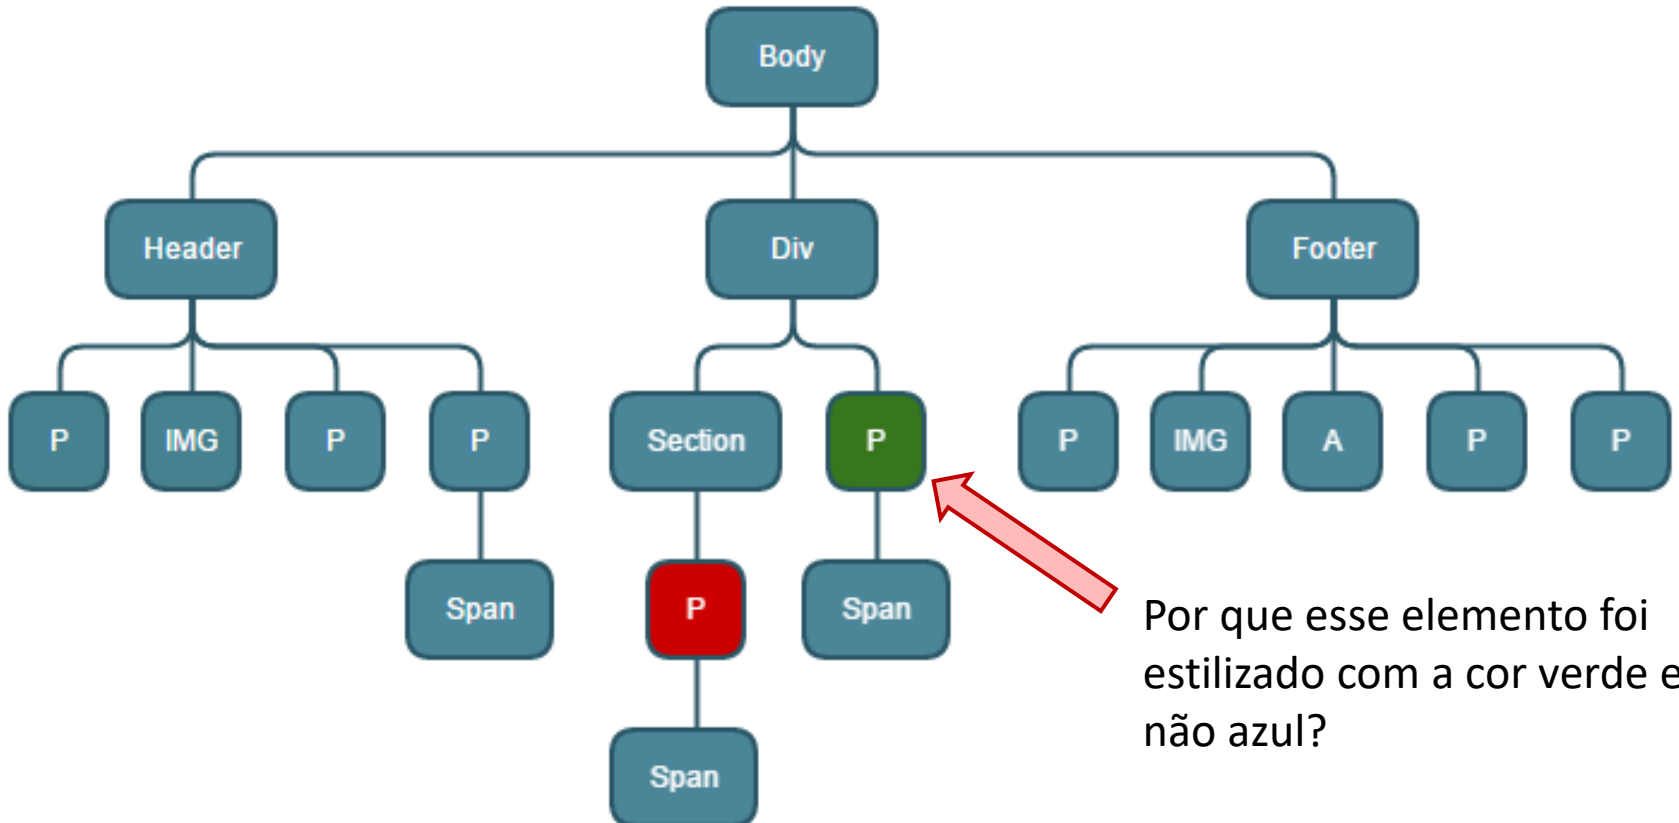 Body
Header
Div
Footer
P
IMG
P
P
Section
P
P
IMG
A
P
P
Span
P
Span
Span
Por que esse elemento foi
estilizado com a cor verde e
não azul?